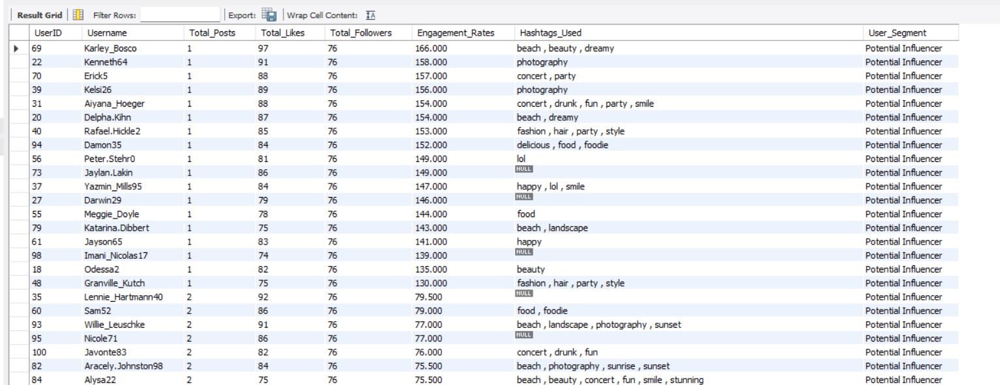 Result Grid Filter Rows: Export: Wrap Cell Content: IA
UserID Username Total_Posts Total_Likes Total_Followers Engagement_Rates Hashtags_Used User_Segment
69 Karley_Bosco 1 97 76 166.000 beach , beauty , dreamy Potential Influencer
22 Kenneth64 1 91 76 158.000 photography Potential Influencer
70 Erick5 1 88 76 157.000 concert , party Potential Influencer
39 Kelsi26 1 89 76 156.000 photography Potential Influencer
31 Aiyana_Hoeger 1 88 76 154.000 concert , drunk , fun , party , smile Potential Influencer
20 Delpha.Kihn 1 87 76 154.000 beach , dreamy Potential Influencer
40 Rafael.Hickle2 1 85 76 153.000 fashion , hair , party , style Potential Influencer
94 Damon35 1 84 76 152.000 delicious , food , foodie Potential Influencer
56 Peter.Stehr0 1 81 76 149.000 lol Potential Influencer
73 Jaylan.Lakin 1 86 76 149.000 NULL Potential Influencer
37 Yazmin_Mills95 1 84 76 147.000 happy , lol , smile Potential Influencer
27 Darwin29 1 79 76 146.000 NULL Potential Influencer
55 Meggie_Doyle 1 78 76 144.000 food Potential Influencer
79 Katarina.Dibbert 1 75 76 143.000 beach , landscape Potential Influencer
61 Jayson65 1 83 76 141.000 happy Potential Influencer
98 Imani_Nicolas17 1 74 76 139.000 NULL Potential Influencer
18 Odessa2 1 82 76 135.000 beauty Potential Influencer
48 Granville_Kutch 1 75 76 130.000 fashion , hair , party , style Potential Influencer
35 Lennie_Hartmann40 2 92 76 79.500 NULL Potential Influencer
60 Sam52 2 86 76 79.000 food , foodie Potential Influencer
93 Willie_Leuschke 2 91 76 77.000 beach , landscape , photography , sunset Potential Influencer
95 Nicole71 2 86 76 77.000 NULL Potential Influencer
100 Javonte83 2 82 76 76.000 concert , drunk , fun Potential Influencer
82 Aracely.Johnston98 2 84 76 75.500 beach , photography , sunrise , sunset Potential Influencer
84 Alysa22 2 75 76 75.500 beach , beauty , concert , fun , smile , stunning Potential Influencer